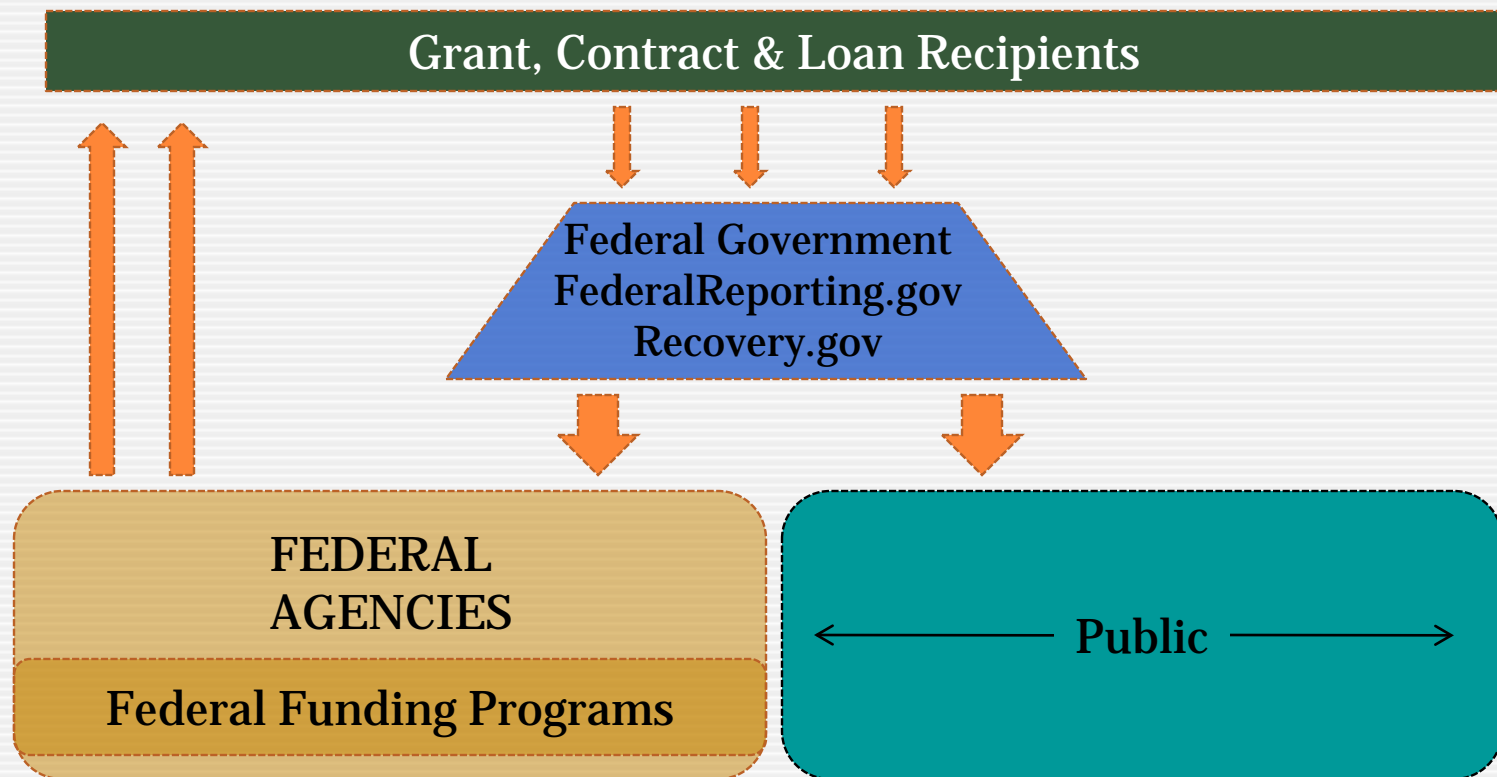 Grant, Contract & Loan Recipients
Federal Government
FederalReporting.gov
Recovery.gov
FEDERAL
AGENCIES
Federal Funding Programs
Public